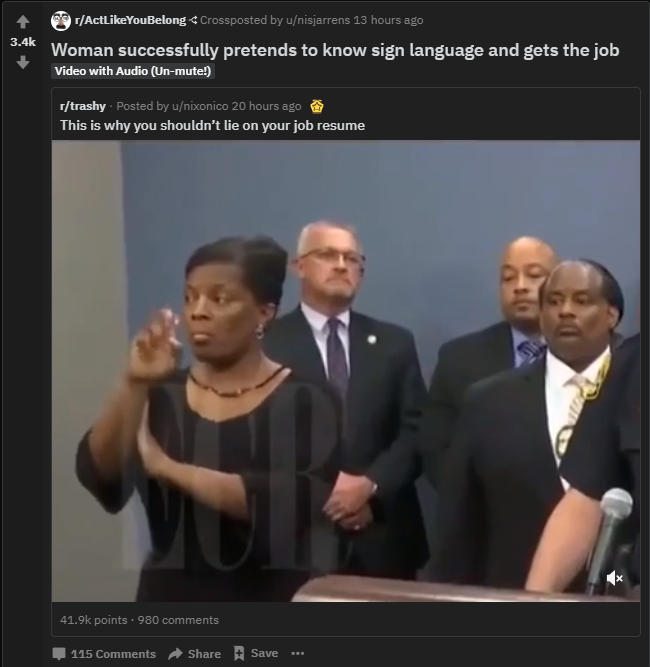 r/ActLikeYouBelong Crossposted by u/nisjarrens 13 hours ago
3.4k
Woman successfully pretends to know sign language and gets the job
Video with Audio (Un-mute!)
r/trashy · Posted by u/nixonico 20 hours ago
This is why you shouldn't lie on your job resume
ECR
41.9k points · 980 comments
115 Comments Share Save ...